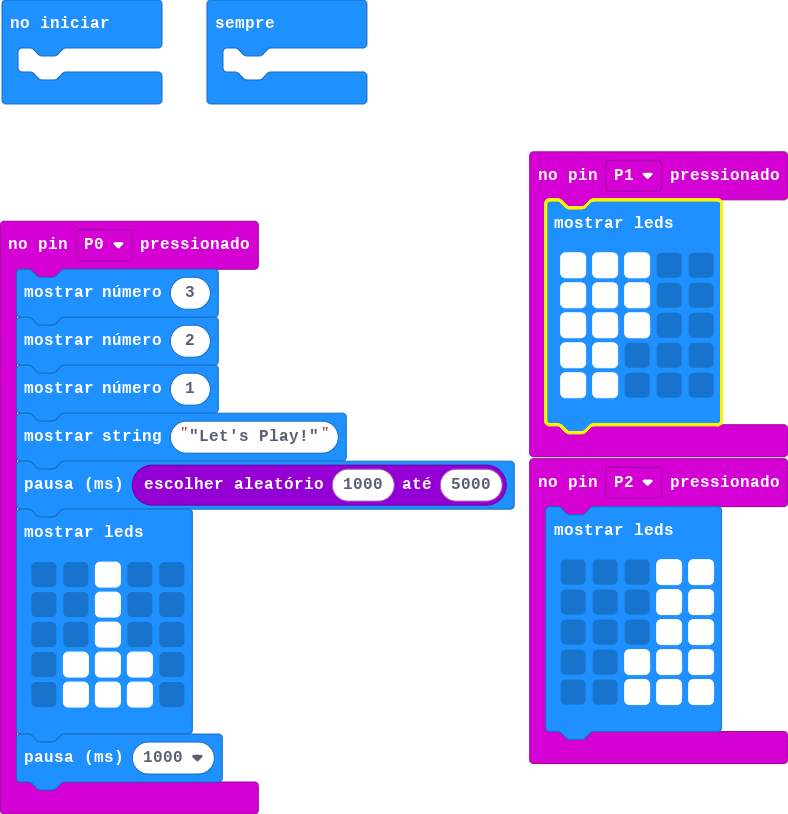 no iniciar
sempre
no pin P0 pressionado
mostrar número 3
mostrar número 2
mostrar número 1
mostrar string ""Let's Play!""
pausa (ms) escolher aleatório 1000 até 5000
mostrar leds
pausa (ms) 1000
no pin P1 pressionado
mostrar leds
no pin P2 pressionado
mostrar leds